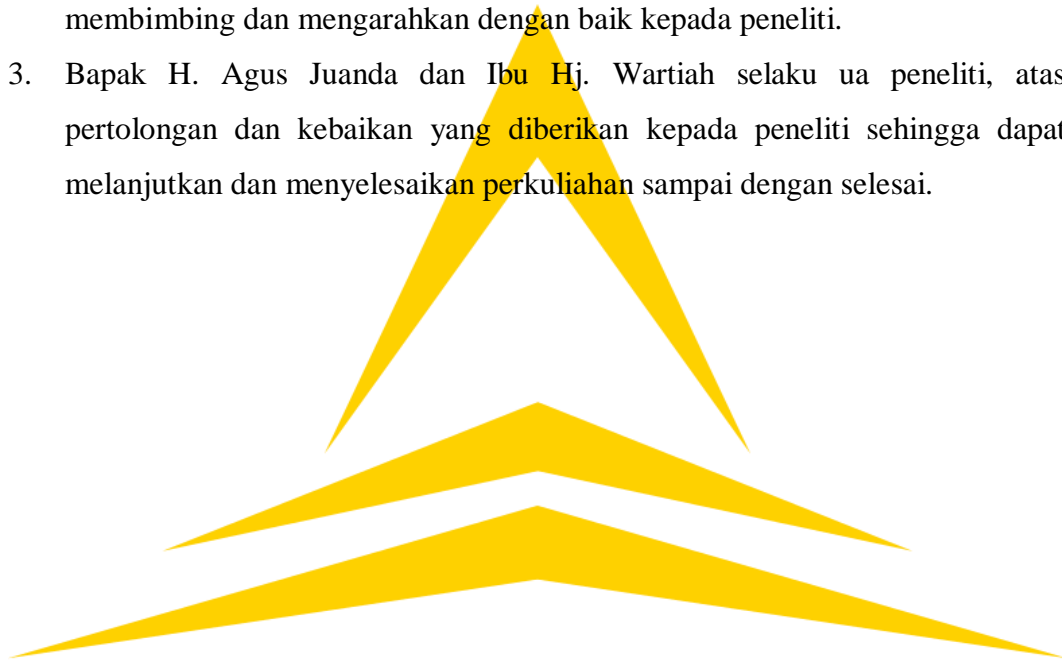 membimbing dan mengarahkan dengan baik kepada peneliti.
3. Bapak H. Agus Juanda dan Ibu Hj. Wartiah selaku ua peneliti, atas
pertolongan dan kebaikan yang diberikan kepada peneliti sehingga dapat
melanjutkan dan menyelesaikan perkuliahan sampai dengan selesai.